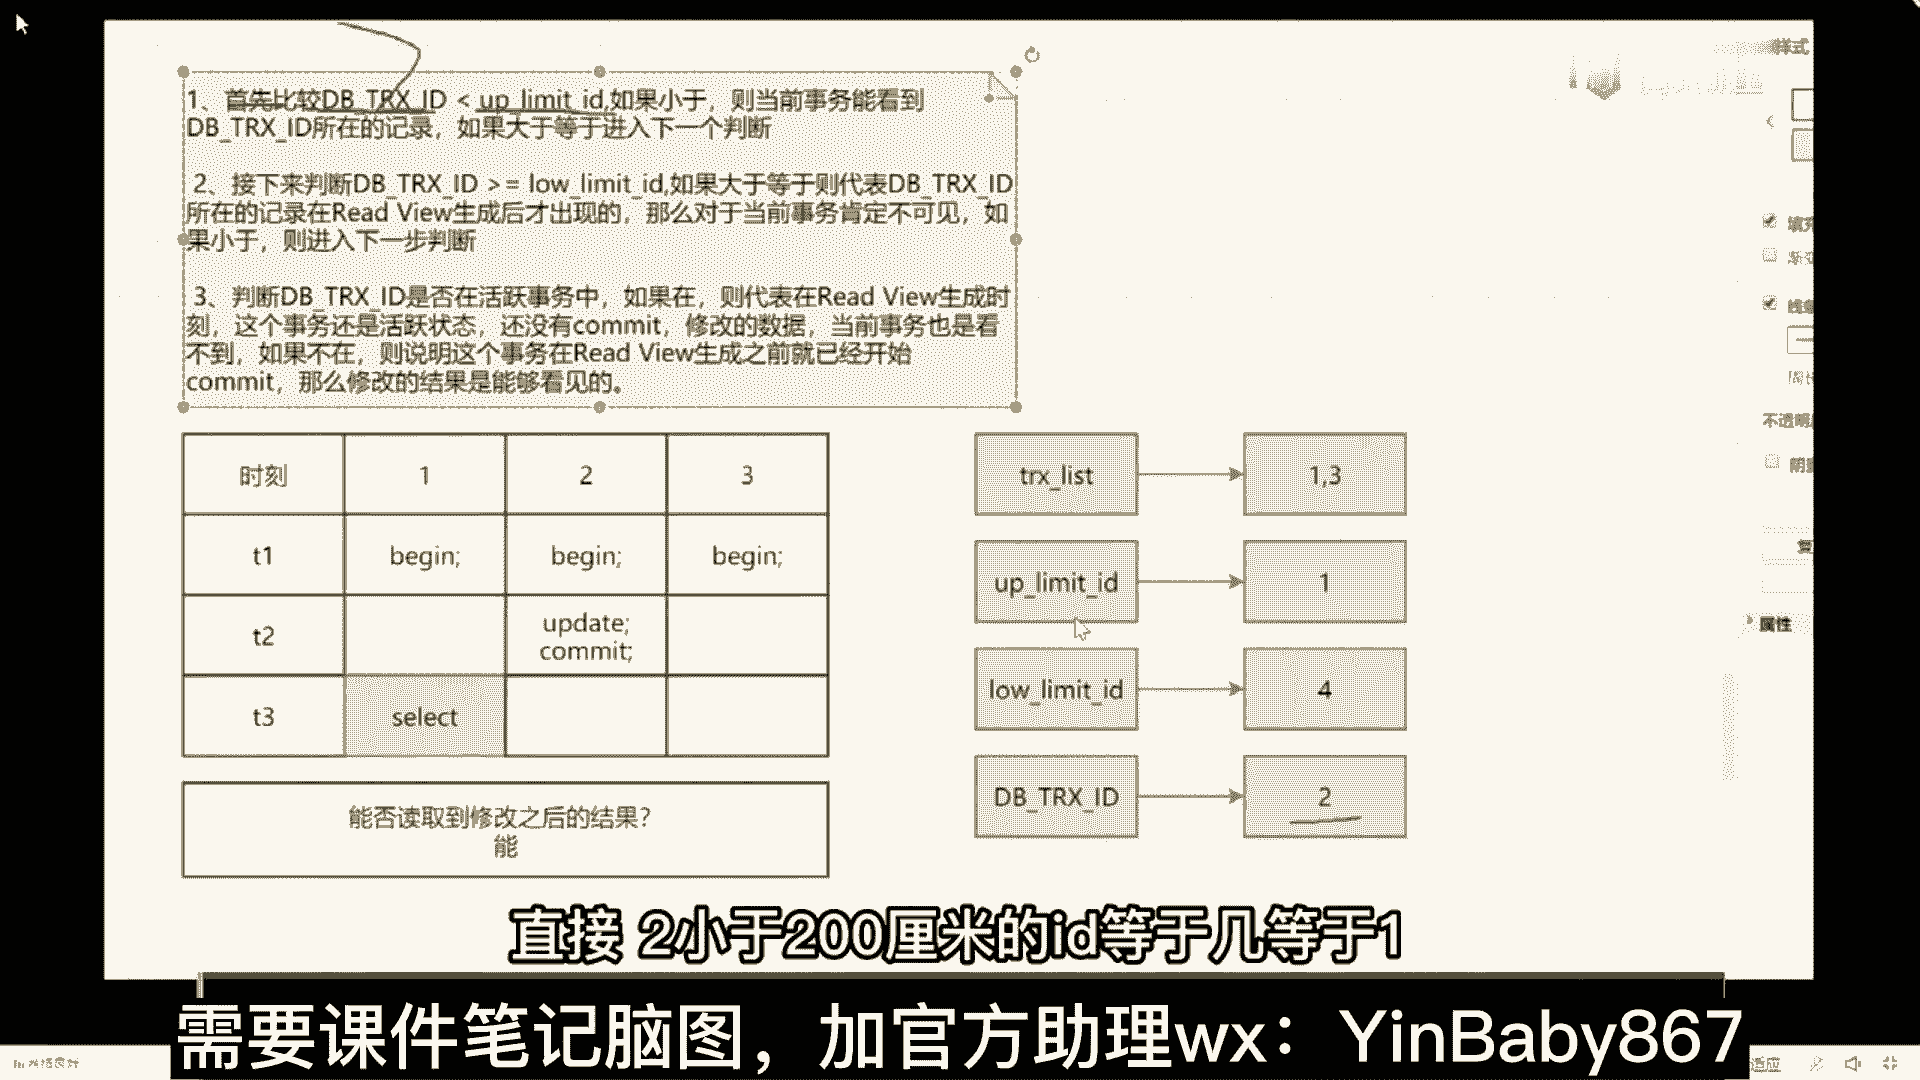 1、首先比较DB_TRX_ID < up_limit_id,如果小于，则当前事务能看到
DB_TRX_ID所在的记录，如果大于等于进入下一个判断
2、接下来判断DB_TRX_ID >= low_limit_id,如果大于等于则代表DB_TRX_ID
所在的记录在Read View生成后才出现的，那么对于当前事务肯定不可见，如
果小于，则进入下一步判断
3、判断DB_TRX_ID是否在活跃事务中，如果在，则代表在Read View生成时
刻，这个事务还是活跃状态，还没有commit，修改的数据，当前事务也是看
不到，如果不在，则说明这个事务在Read View生成之前就已经开始
commit，那么修改的结果是能够看见的。
时刻 1 2 3
t1 begin; begin; begin;
t2 update;
commit;
t3 select
能否读取到修改之后的结果？
能
trx_list 1,3
up_limit_id 1
low_limit_id 4
DB_TRX_ID 2
样式
填充
线条
不透明
属性
直接 2小于200厘米的id等于几等于1
需要课件笔记脑图，加官方助理wx：YinBaby867
适应